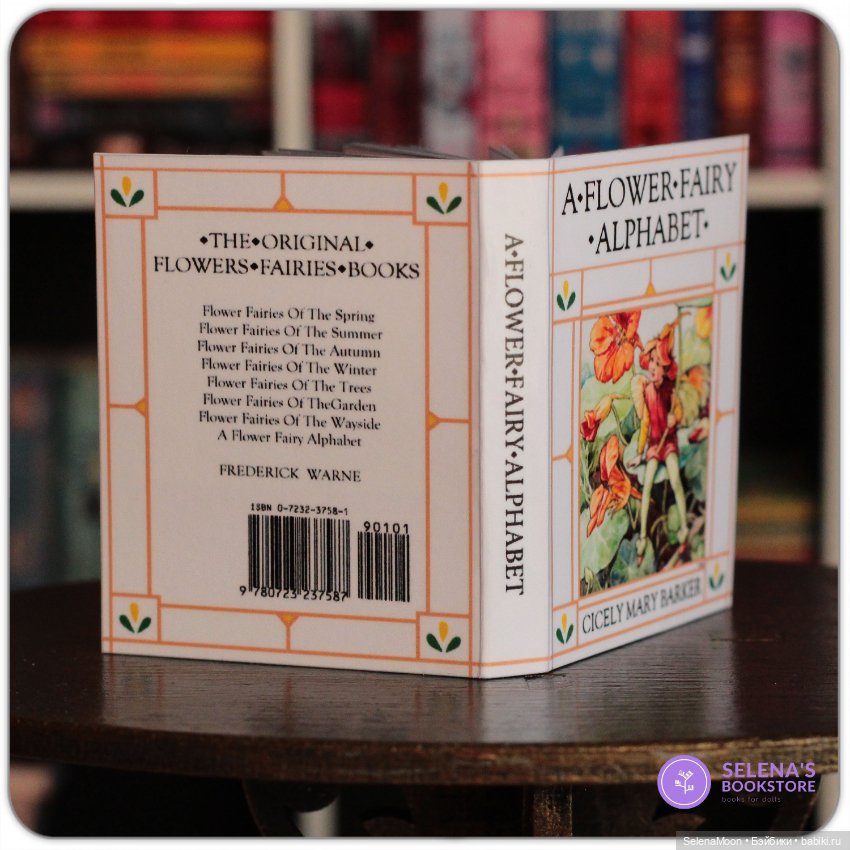 ◆THE◆ORIGINAL◆
FLOWERS◆FAIRIES◆BOOKS
Flower Fairies Of The Spring
Flower Fairies Of The Summer
Flower Fairies Of The Autumn
Flower Fairies Of The Winter
Flower Fairies Of The Trees
Flower Fairies Of TheGarden
Flower Fairies Of The Wayside
A Flower Fairy Alphabet
FREDERICK WARNE
ISBN 0-7232-3758-1
90101
9 780723 237587
A◆FLOWER◆FAIRY◆ALPHABET
A◆FLOWER◆FAIRY
◆ALPHABET◆
CICELY MARY BARKER
SELENA'S
BOOKSTORE
books for dolls
SelenaMoon • Бэйбики • babiki.ru